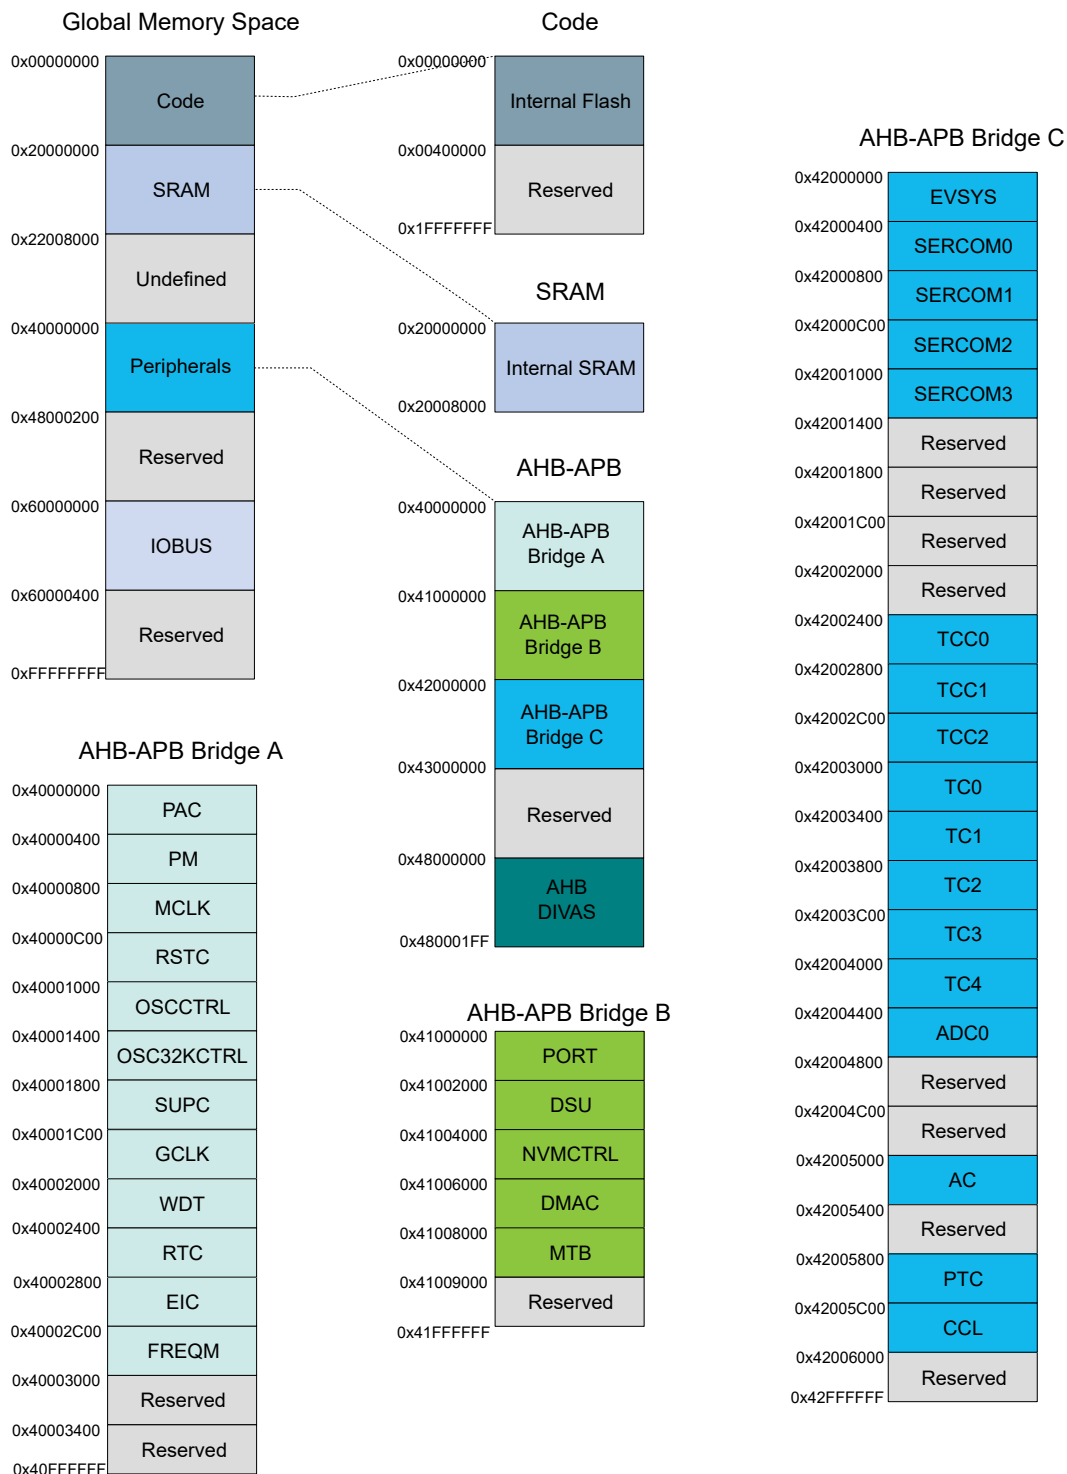 Global Memory Space
0x00000000
Code
0x20000000
SRAM
0x22008000
Undefined
0x40000000
Peripherals
0x48000200
Reserved
0x60000000
IOBUS
0x60000400
Reserved
0xFFFFFFFF
Code
0x00000000
Internal Flash
0x00400000
Reserved
0x1FFFFFFF
SRAM
0x20000000
Internal SRAM
0x20008000
AHB-APB
0x40000000
AHB-APB
Bridge A
0x41000000
AHB-APB
Bridge B
0x42000000
AHB-APB
Bridge C
0x43000000
Reserved
0x48000000
AHB
DIVAS
0x480001FF
AHB-APB Bridge A
0x40000000
PAC
0x40000400
PM
0x40000800
MCLK
0x40000C00
RSTC
0x40001000
OSCCTRL
0x40001400
OSC32KCTRL
0x40001800
SUPC
0x40001C00
GCLK
0x40002000
WDT
0x40002400
RTC
0x40002800
EIC
0x40002C00
FREQM
0x40003000
Reserved
0x40003400
Reserved
0x40FFFFFF
AHB-APB Bridge B
0x41000000
PORT
0x41002000
DSU
0x41004000
NVMCTRL
0x41006000
DMAC
0x41008000
MTB
0x41009000
Reserved
0x41FFFFFF
AHB-APB Bridge C
0x42000000
EVSYS
0x42000400
SERCOM0
0x42000800
SERCOM1
0x42000C00
SERCOM2
0x42001000
SERCOM3
0x42001400
Reserved
0x42001800
Reserved
0x42001C00
Reserved
0x42002000
Reserved
0x42002400
TCC0
0x42002800
TCC1
0x42002C00
TCC2
0x42003000
TC0
0x42003400
TC1
0x42003800
TC2
0x42003C00
TC3
0x42004000
TC4
0x42004400
ADC0
0x42004800
Reserved
0x42004C00
Reserved
0x42005000
AC
0x42005400
Reserved
0x42005800
PTC
0x42005C00
CCL
0x42006000
Reserved
0x42FFFFFF